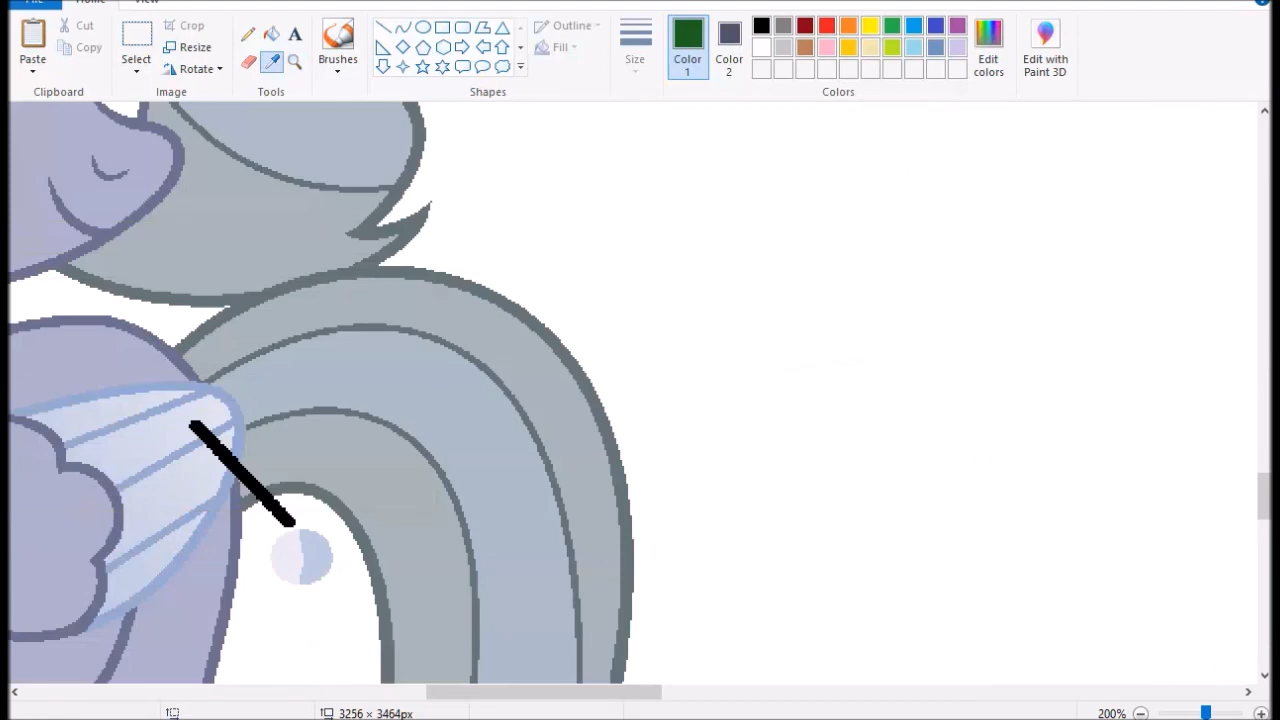 File Home View
Cut
Copy
Paste
Clipboard
Select
Crop
Resize
Rotate
Image
A
Tools
Brushes
Outline
Fill
Shapes
Size
Color
1
Color
2
Colors
Edit
colors
Edit with
Paint 3D
3256 × 3464px
200%